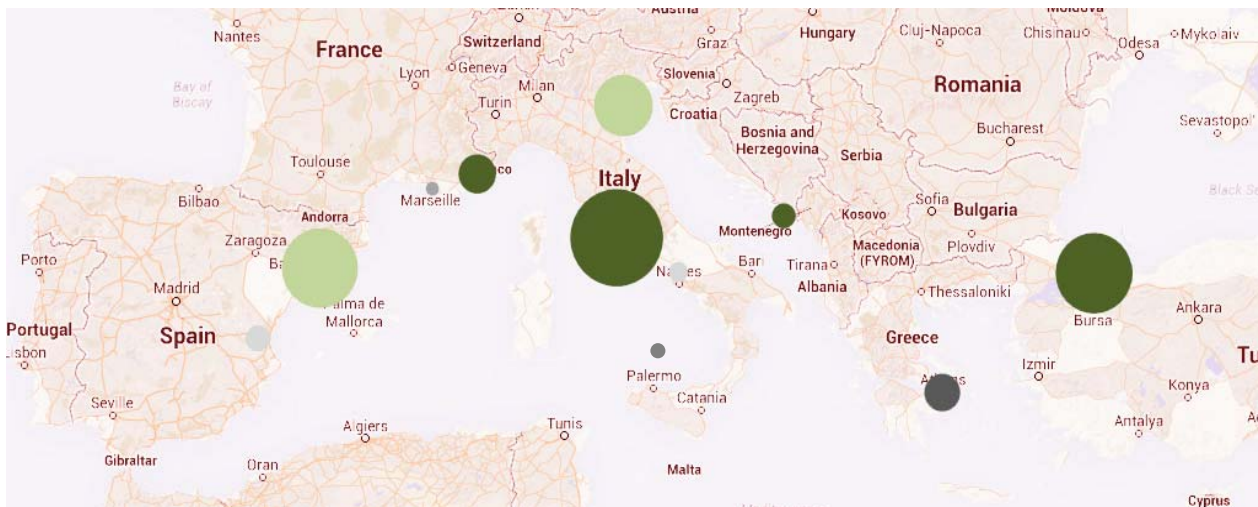 Nantes
France
Switzerland
Geneva
Lyon
Milan
Turin
Austria
Graz
Slovenia
Zagreb
Croatia
Hungary
Cluj-Napoca
Moldova
Chisinau
Odesa
Mykolaiv
Romania
Bucharest
Sevastopol'
Bay of
Biscay
Bosnia and
Herzegovina
Serbia
Toulouse
Marseille
Italy
Bilbao
Andorra
Zaragoza
Montenegro
Kosovo
Sofia
Bulgaria
Plovdiv
Macedonia
(FYROM)
Tirana
Albania
Bari
Thessaloniki
Porto
Madrid
Mallorca
Portugal
Spain
Greece
Bursa
Ankara
Izmir
Konya
Antalya
Palermo
Catania
Seville
Algiers
Tunis
Gibraltar
Oran
Malta
Cyprus